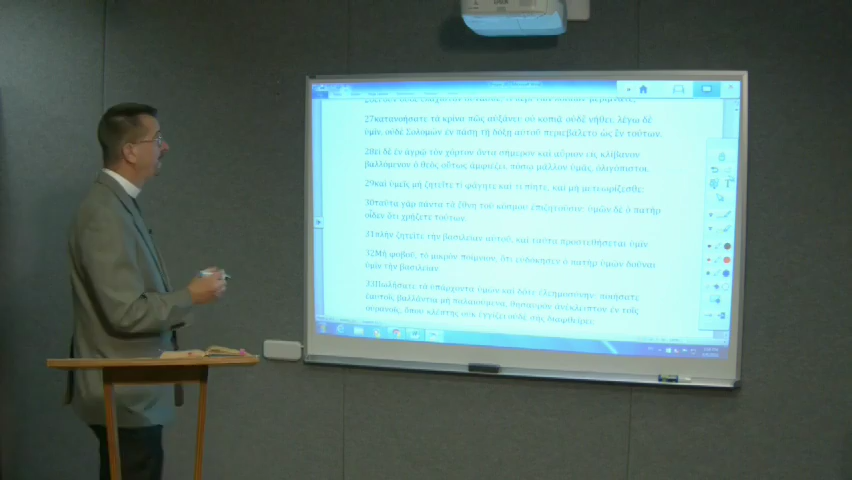 27κατανοήσατε τὰ κρίνα πῶς αὐξάνει· οὐ κοπιᾷ οὐδὲ νήθει, λέγω δὲ
ὑμῖν, οὐδὲ Σολομὼν ἐν πάσῃ τῇ δόξῃ αὐτοῦ περιεβάλετο ὡς ἓν τούτων.
28εἰ δὲ ἐν ἀγρῷ τὸν χόρτον ὄντα σήμερον καὶ αὔριον εἰς κλίβανον
βαλλόμενον ὁ θεὸς οὕτως ἀμφιέζει, πόσῳ μᾶλλον ὑμᾶς, ὀλιγόπιστοι.
29καὶ ὑμεῖς μὴ ζητεῖτε τί φάγητε καὶ τί πίητε, καὶ μὴ μετεωρίζεσθε·
30ταῦτα γὰρ πάντα τὰ ἔθνη τοῦ κόσμου ἐπιζητοῦσιν· ὑμῶν δὲ ὁ πατὴρ
οἶδεν ὅτι χρῄζετε τούτων.
31πλὴν ζητεῖτε τὴν βασιλείαν αὐτοῦ, καὶ ταῦτα προστεθήσεται ὑμῖν
32Μὴ φοβοῦ, τὸ μικρὸν ποίμνιον, ὅτι εὐδόκησεν ὁ πατὴρ ὑμῶν δοῦναι
ὑμῖν τὴν βασιλείαν
33Πωλήσατε τὰ ὑπάρχοντα ὑμῶν καὶ δότε ἐλεημοσύνην· ποιήσατε
ἑαυτοῖς βαλλάντια μὴ παλαιούμενα, θησαυρὸν ἀνέκλειπτον ἐν τοῖς
οὐρανοῖς, ὅπου κλέπτης οὐκ ἐγγίζει οὐδὲ σὴς διαφθείρει.